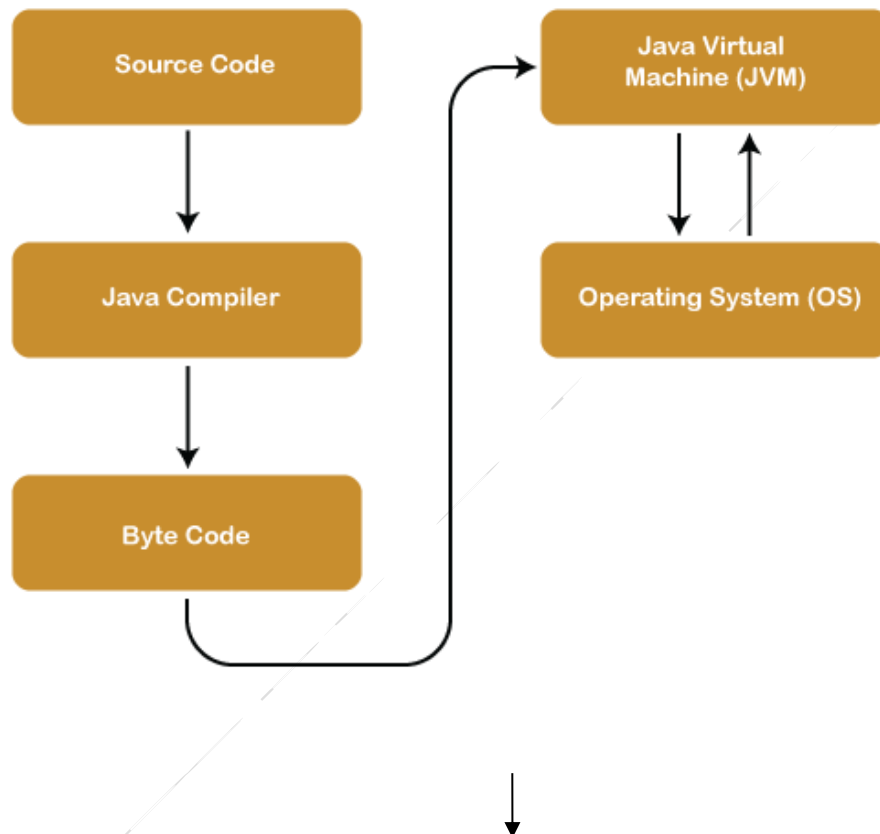 Source Code
Java Compiler
Byte Code
Java Virtual
Machine (JVM)
Operating System (OS)